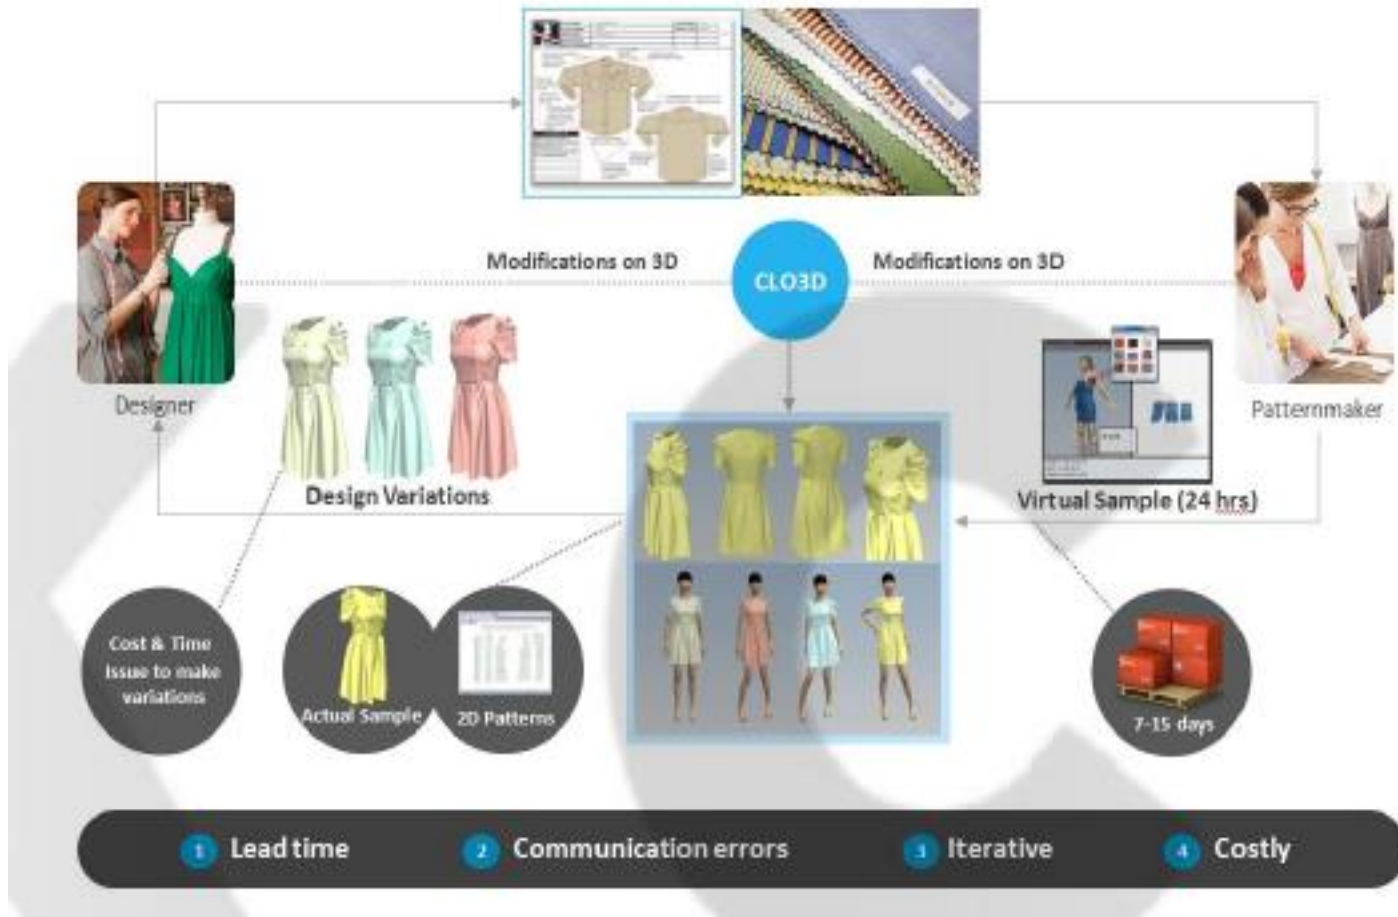 Modifications on 3D
CLO3D
Modifications on 3D
Designer
Patternmaker
Design Variations
Virtual Sample (24 hrs)
Cost & Time
Issue to make
variations
Actual Sample
2D Patterns
7-15 days
1 Lead time
2 Communication errors
3 Iterative
4 Costly